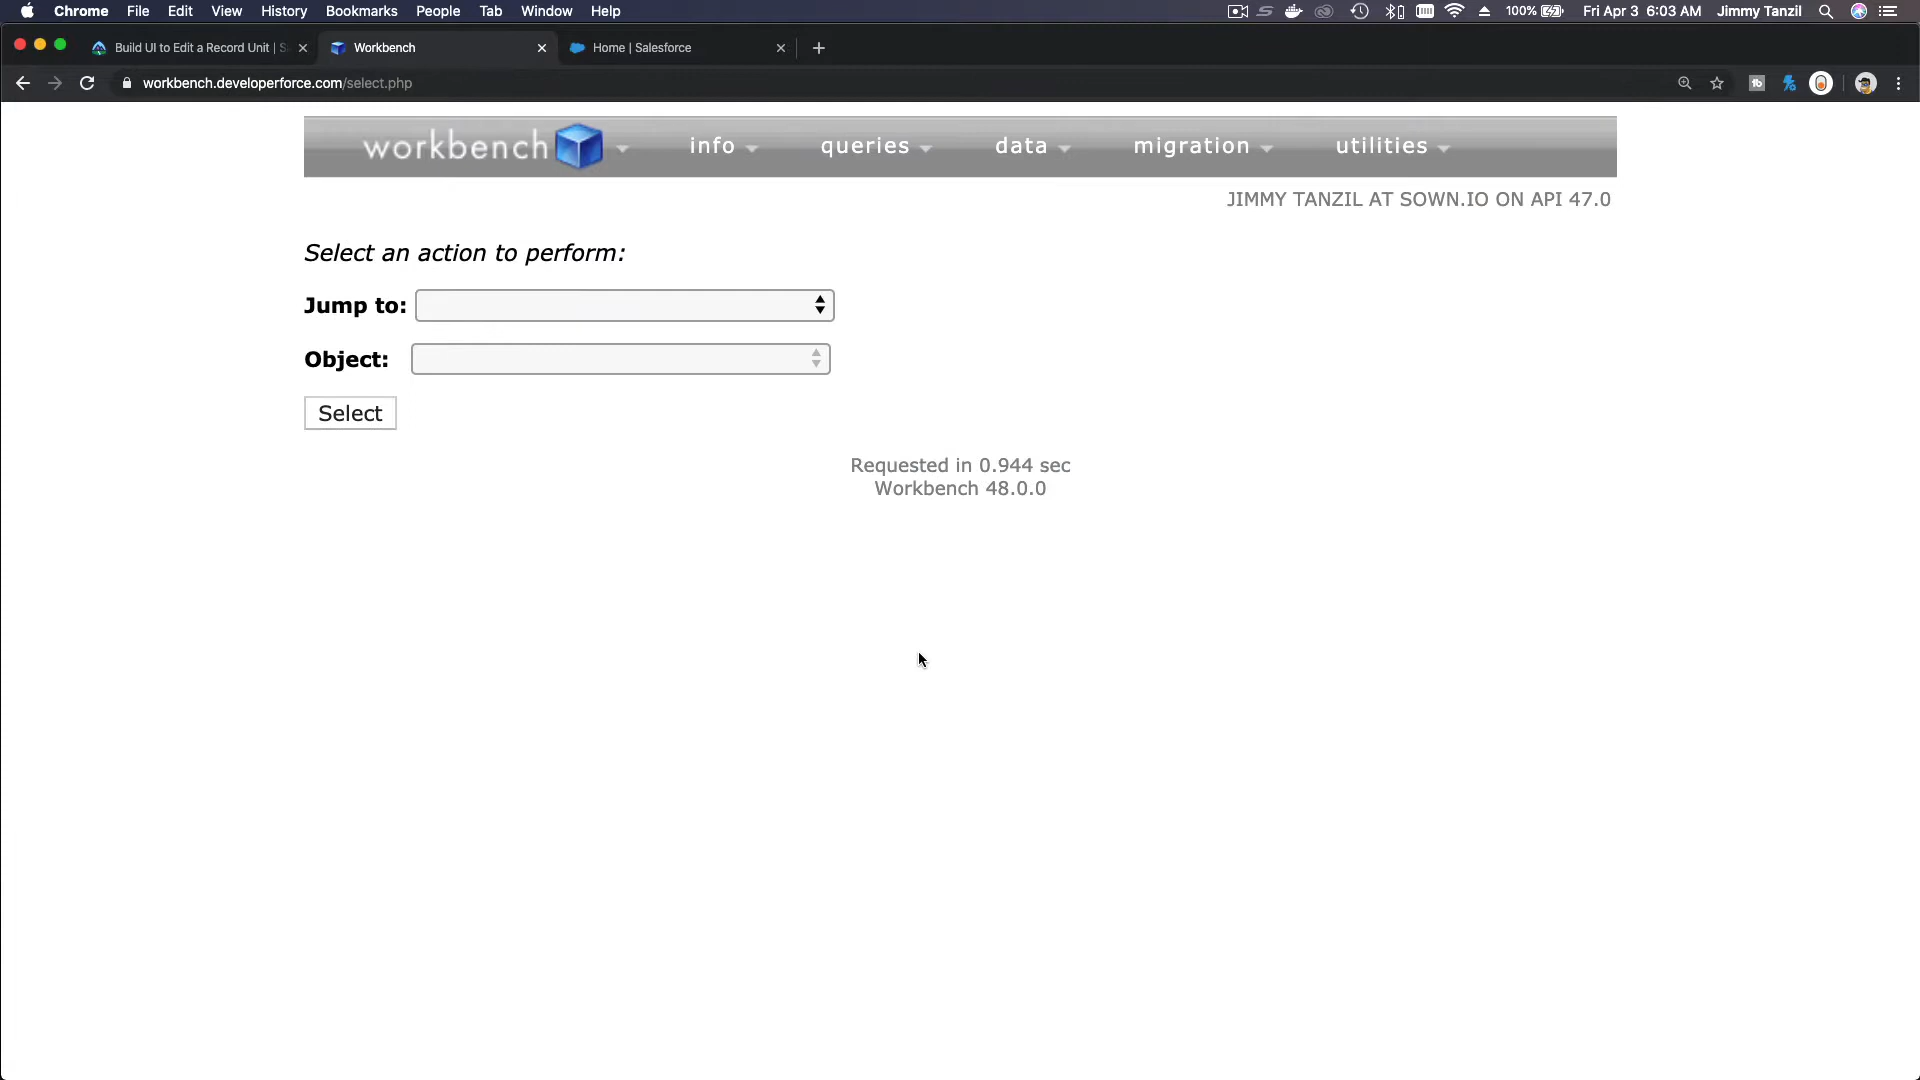 Chrome File Edit View History Bookmarks People Tab Window Help 100% Fri Apr 3 6:03 AM Jimmy Tanzil
Build UI to Edit a Record Unit | Workbench Home | Salesforce
workbench.developerforce.com/select.php
workbench info queries data migration utilities
JIMMY TANZIL AT SOWN.IO ON API 47.0
Select an action to perform:
Jump to:
Object:
Select
Requested in 0.944 sec
Workbench 48.0.0